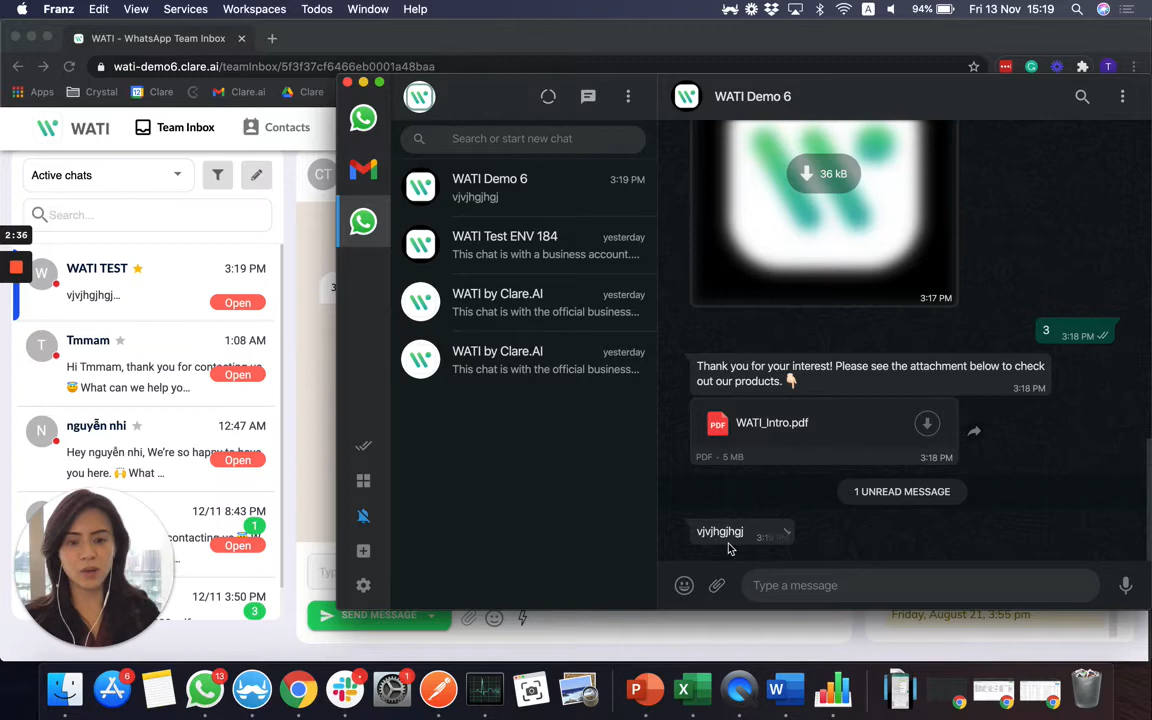 Franz Edit View Services Workspaces Todos Window Help
A 94% Fri 13 Nov 15:19
WATI - WhatsApp Team Inbox
wati-demo6.clare.ai/teamInbox/5f3f37cf6466eb0001a48baa
Apps Crystal 12 Clare Clare.ai Clare
T
WATI Team Inbox Contacts
Active chats
Search...
2:36
CT
W
WATI TEST 3:19 PM
vjvjhgjhgj...
Open
T
Tmmam 1:08 AM
Hi Tmmam, thank you for contacting us
What can we help yo...
Open
N
nguyễn nhi 12:47 AM
Hey nguyễn nhi, We're so happy to have
you here. 🙌 What ...
Open
12/11 8:43 PM
1
contacting us
Open
12/11 3:50 PM
3
Search or start new chat
WATI Demo 6 3:19 PM
vjvjhgjhgj
WATI Test ENV 184 yesterday
This chat is with a business account....
WATI by Clare.AI yesterday
This chat is with the official business...
WATI by Clare.AI yesterday
This chat is with the official business...
WATI Demo 6
36 kB
3:17 PM
3
3:18 PM
Thank you for your interest! Please see the attachment below to check
out our products. 👇🏻
3:18 PM
PDF
WATI_Intro.pdf
PDF • 5 MB 3:18 PM
1 UNREAD MESSAGE
vjvjhgjhgj
Type a message
SEND MESSAGE
Friday, August 21, 3:55 pm
6
13
1